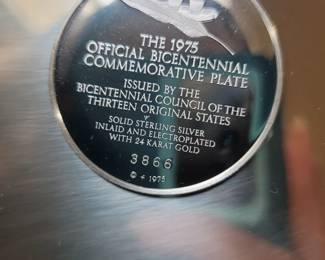 THE 1975
OFFICIAL BICENTENNIAL
COMMEMORATIVE PLATE
ISSUED BY THE
BICENTENNIAL COUNCIL OF THE
THIRTEEN ORIGINAL STATES
SOLID STERLING SILVER
INLAID AND ELECTROPLATED
WITH 24 KARAT GOLD
3866
© 1975